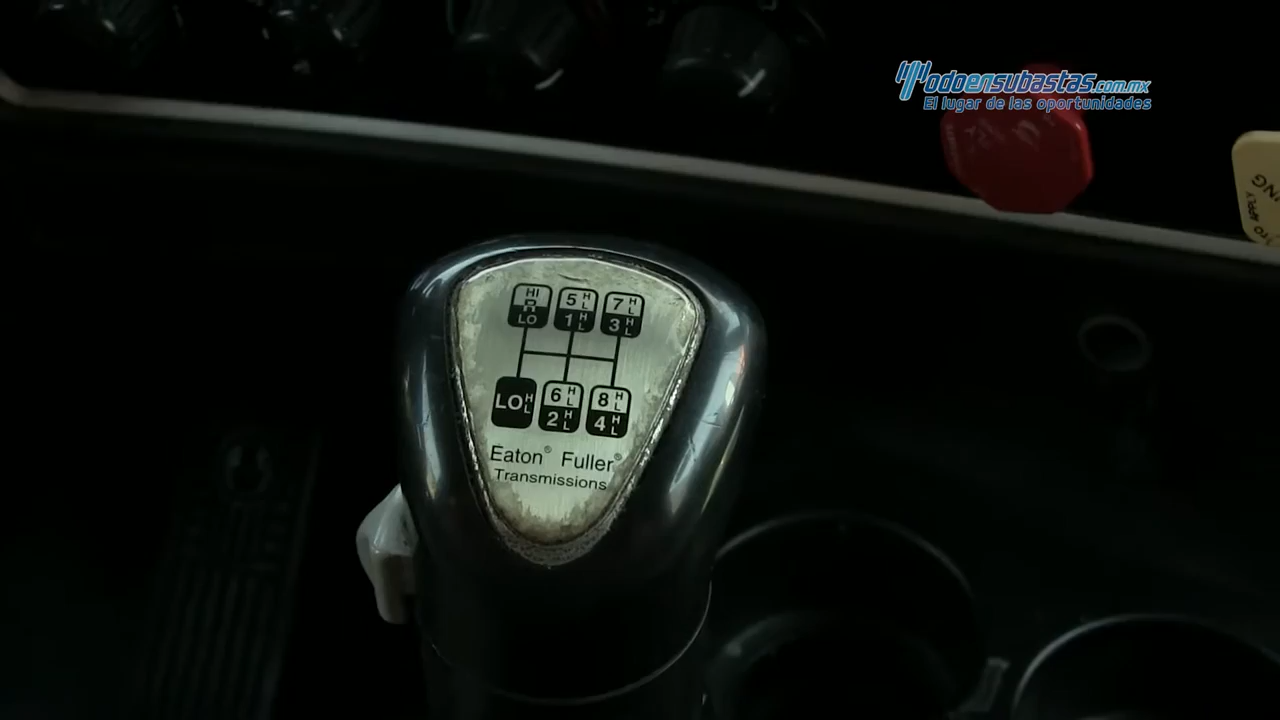 Todoensubastas.com.mx
El lugar de las oportunidades
HI R LO 5 H L 1 H L 7 H L 3 H L
LO H L 6 H L 2 H L 8 H L 4 H L
Eaton® Fuller®
Transmissions
APPLY